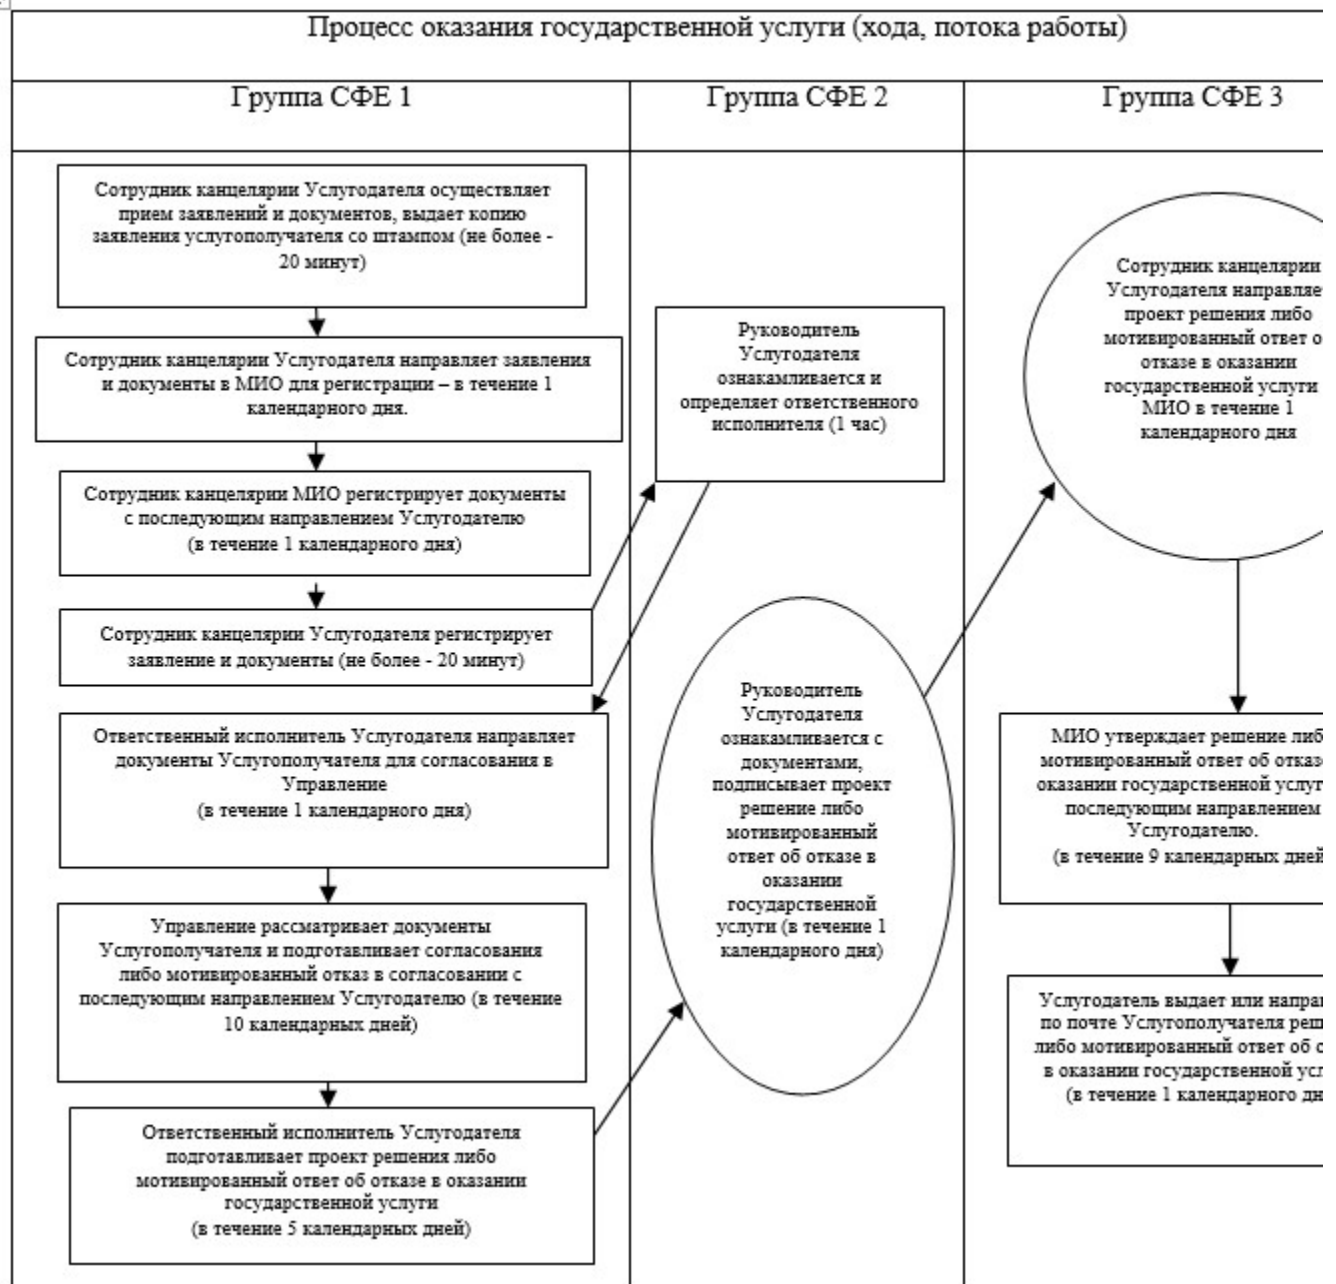 Процесс оказания государственной услуги (хода, потока работы)
Группа СФЕ 1
Группа СФЕ 2
Группа СФЕ 3
Сотрудник канцелярии Услугодателя осуществляет
прием заявлений и документов, выдает копию
заявления услугополучателя со штампом (не более -
20 минут)
Сотрудник канцелярии Услугодателя направляет заявления
и документы в МИО для регистрации – в течение 1
календарного дня.
Сотрудник канцелярии МИО регистрирует документы
с последующим направлением Услугодателю
(в течение 1 календарного дня)
Сотрудник канцелярии Услугодателя регистрирует
заявление и документы (не более - 20 минут)
Руководитель
Услугодателя
ознакамливается и
определяет ответственного
исполнителя (1 час)
Ответственный исполнитель Услугодателя направляет
документы Услугополучателя для согласования в
Управление
(в течение 1 календарного дня)
Управление рассматривает документы
Услугополучателя и подготавливает согласования
либо мотивированный отказ в согласовании с
последующим направлением Услугодателю (в течение
10 календарных дней)
Ответственный исполнитель Услугодателя
подготавливает проект решения либо
мотивированный ответ об отказе в оказании
государственной услуги
(в течение 5 календарных дней)
Руководитель
Услугодателя
ознакамливается с
документами,
подписывает проект
решение либо
мотивированный
ответ об отказе в
оказании
государственной
услуги (в течение 1
календарного дня)
Сотрудник канцелярии
Услугодателя направляе
проект решения либо
мотивированный ответ о
отказе в оказании
государственной услуги
МИО в течение 1
календарного дня
МИО утверждает решение либ
мотивированный ответ об отказ
оказании государственной услуг
последующим направлением
Услугодателю.
(в течение 9 календарных дней
Услугодатель выдает или напра
по почте Услугополучателя реш
либо мотивированный ответ об
в оказании государственной усл
(в течение 1 календарного дн